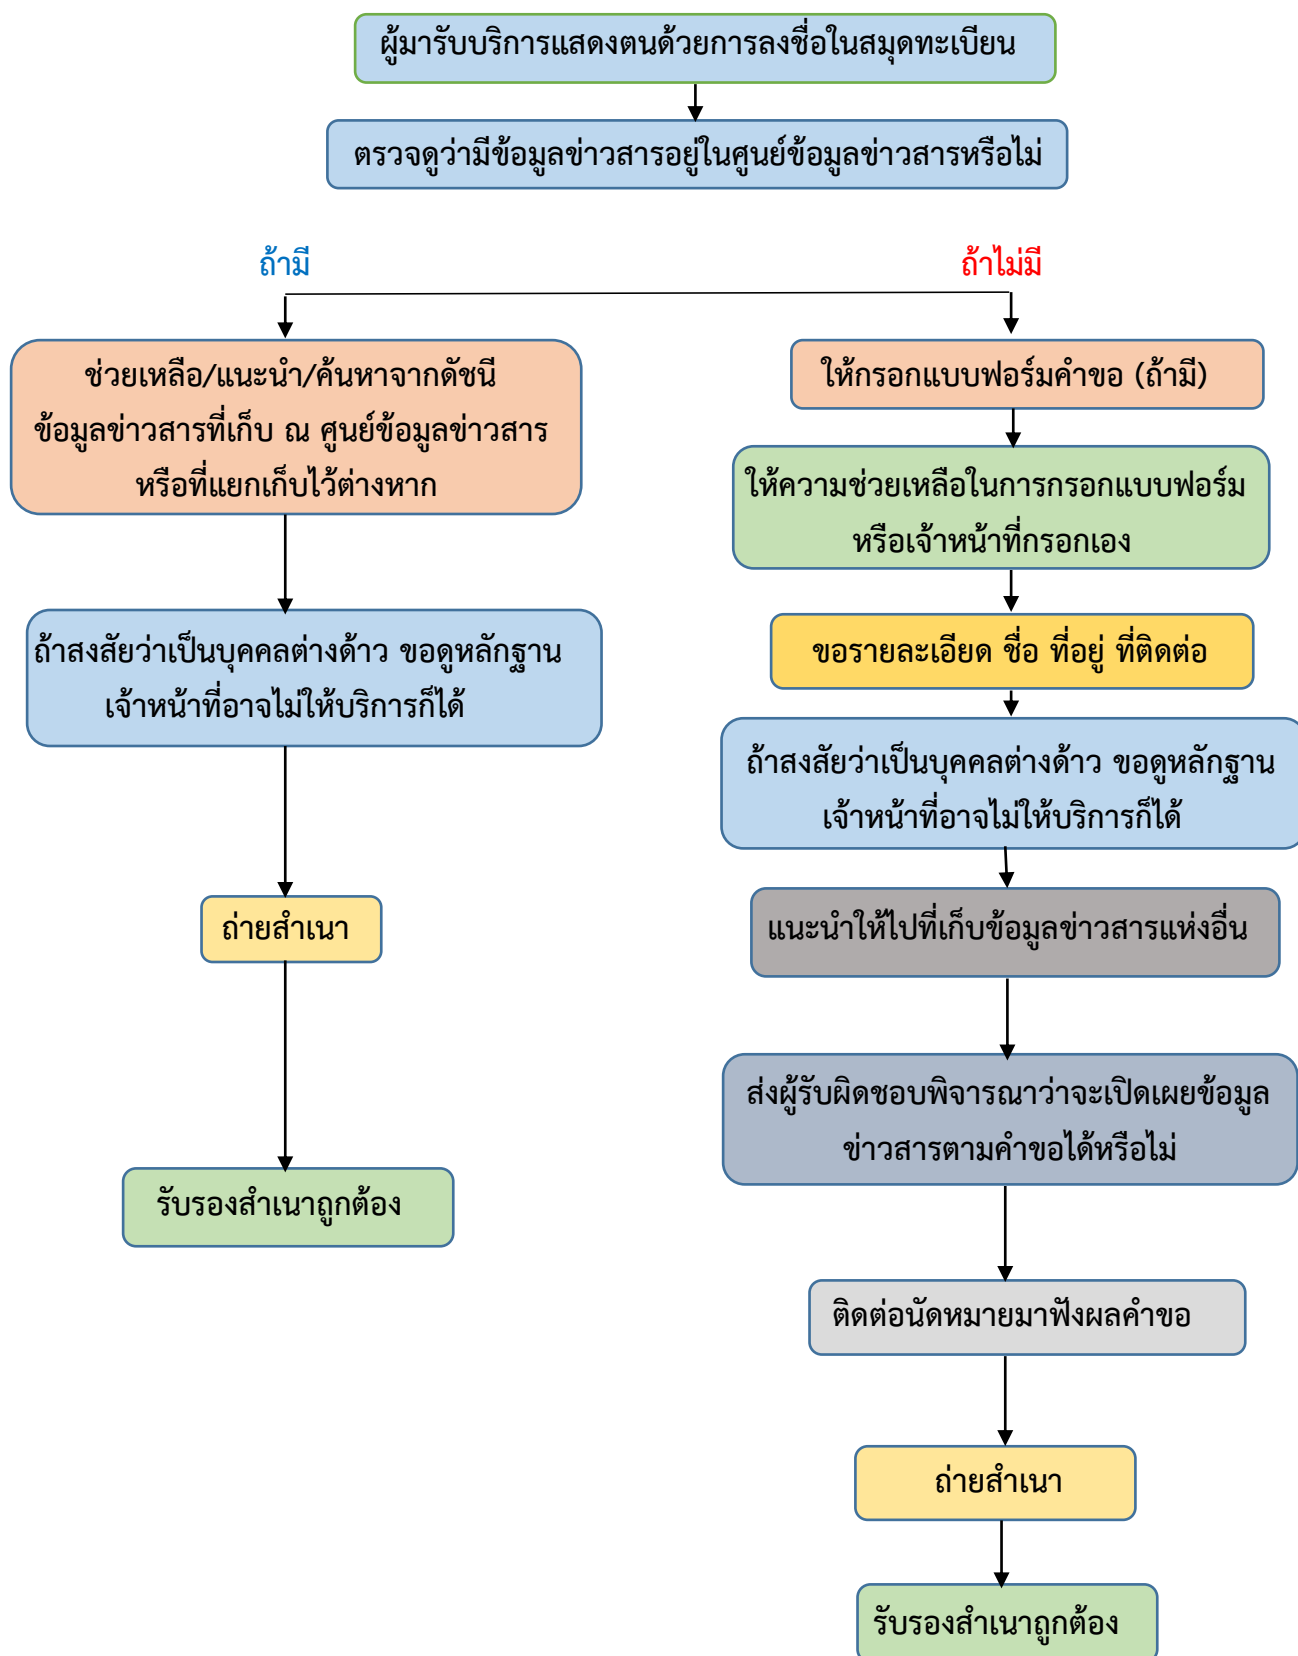 ผู้มารับบริการแสดงตนด้วยการลงชื่อในสมุดทะเบียน
ตรวจดูว่ามีข้อมูลข่าวสารอยู่ในศูนย์ข้อมูลข่าวสารหรือไม่
ถ้ามี
ช่วยเหลือ/แนะนำ/ค้นหาจากดัชนี
ข้อมูลข่าวสารที่เก็บ ณ ศูนย์ข้อมูลข่าวสาร
หรือที่แยกเก็บไว้ต่างหาก
ถ้าสงสัยว่าเป็นบุคคลต่างด้าว ขอดูหลักฐาน
เจ้าหน้าที่อาจไม่ให้บริการก็ได้
ถ่ายสำเนา
รับรองสำเนาถูกต้อง
ถ้าไม่มี
ให้กรอกแบบฟอร์มคำขอ (ถ้ามี)
ให้ความช่วยเหลือในการกรอกแบบฟอร์ม
หรือเจ้าหน้าที่กรอกเอง
ขอรายละเอียด ชื่อ ที่อยู่ ที่ติดต่อ
ถ้าสงสัยว่าเป็นบุคคลต่างด้าว ขอดูหลักฐาน
เจ้าหน้าที่อาจไม่ให้บริการก็ได้
แนะนำให้ไปที่เก็บข้อมูลข่าวสารแห่งอื่น
ส่งผู้รับผิดชอบพิจารณาว่าจะเปิดเผยข้อมูล
ข่าวสารตามคำขอได้หรือไม่
ติดต่อนัดหมายมาฟังผลคำขอ
ถ่ายสำเนา
รับรองสำเนาถูกต้อง